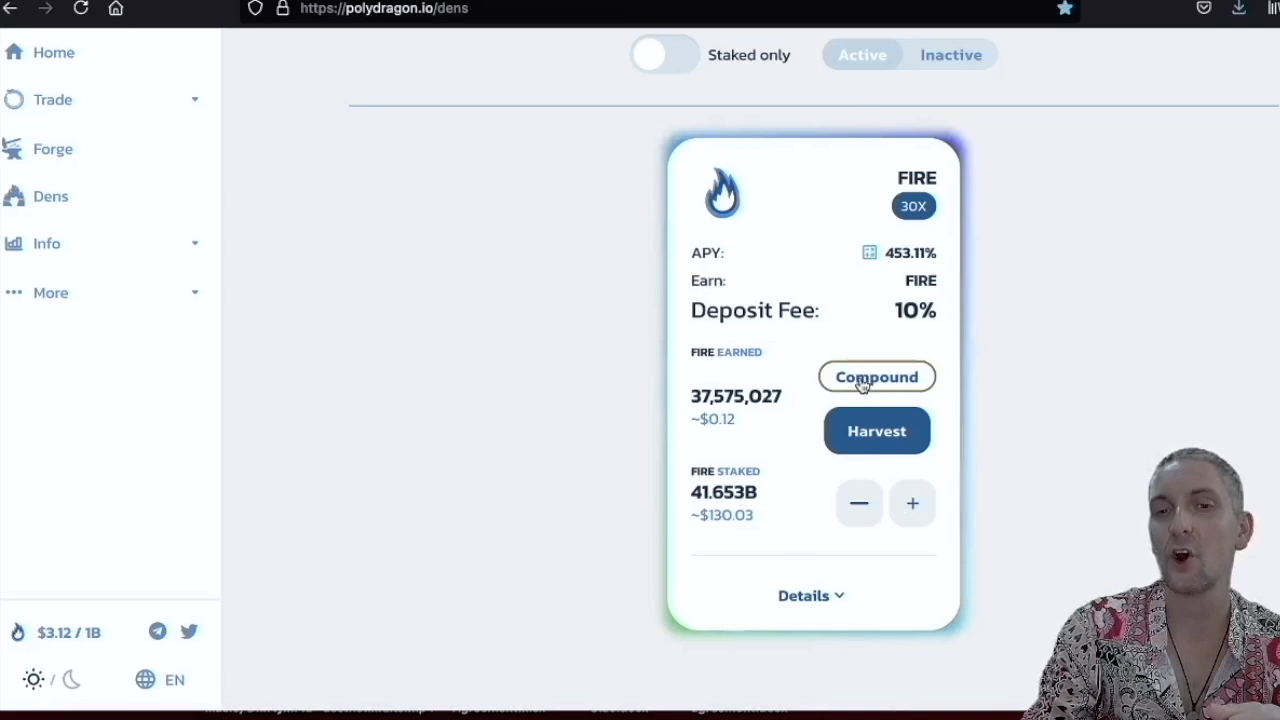 https://polydragon.io/dens
Home
Trade
Forge
Dens
Info
More
$3.12 / 1B
/
EN
Staked only
Active
Inactive
FIRE
30X
APY:
453.11%
Earn:
FIRE
Deposit Fee:
10%
FIRE EARNED
37,575,027
~$0.12
Compound
Harvest
FIRE STAKED
41.653B
~$130.03
−
+
Details